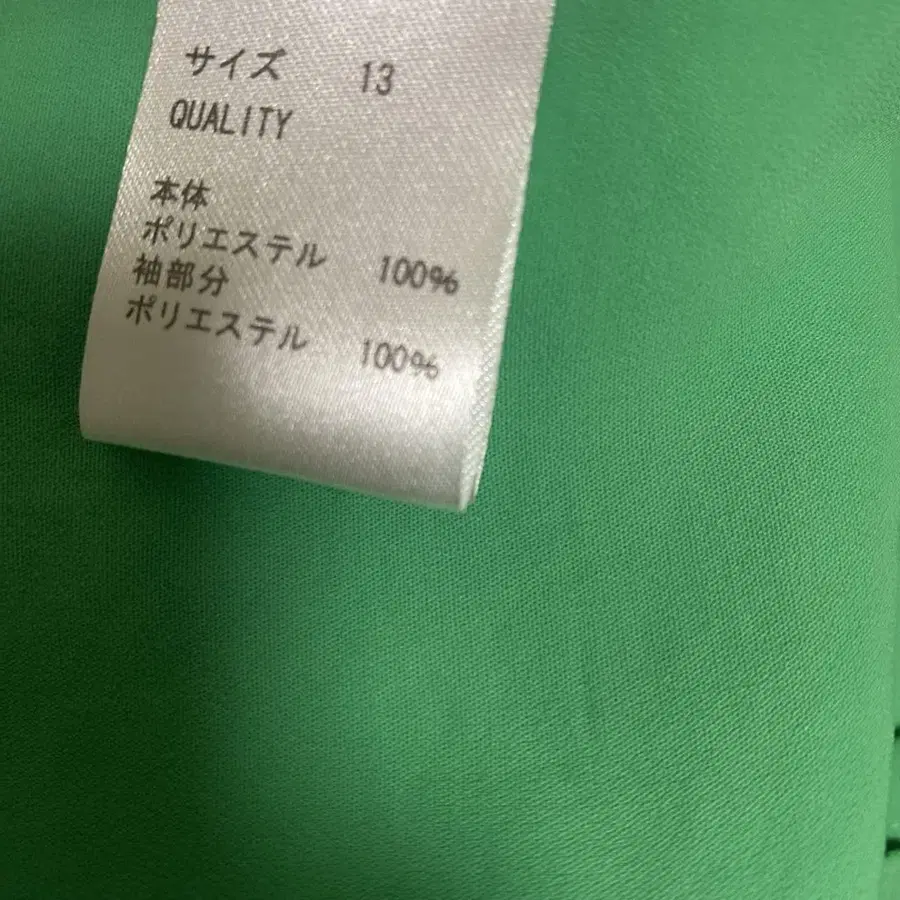 サイズ 13
QUALITY
本体
ポリエステル 100%
袖部分
ポリエステル 100%